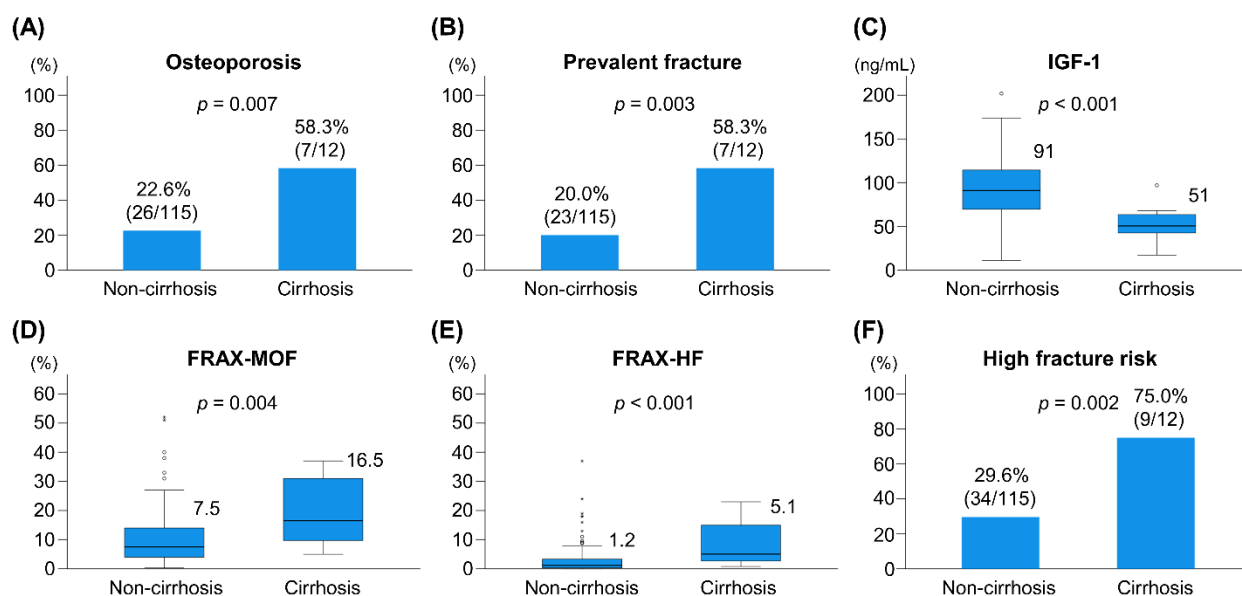 (A)
Osteoporosis
(%)
p = 0.007
100
80
60
40
20
0
22.6%
(26/115)
58.3%
(7/12)
Non-cirrhosis
Cirrhosis
(B)
Prevalent fracture
(%)
p = 0.003
100
80
60
40
20
0
20.0%
(23/115)
58.3%
(7/12)
Non-cirrhosis
Cirrhosis
(C)
IGF-1
(ng/mL)
p < 0.001
200
150
100
50
0
91
51
Non-cirrhosis
Cirrhosis
(D)
FRAX-MOF
(%)
p = 0.004
60
50
40
30
20
10
0
7.5
16.5
Non-cirrhosis
Cirrhosis
(E)
FRAX-HF
(%)
p < 0.001
60
50
40
30
20
10
0
1.2
5.1
Non-cirrhosis
Cirrhosis
(F)
High fracture risk
(%)
p = 0.002
100
80
60
40
20
0
29.6%
(34/115)
75.0%
(9/12)
Non-cirrhosis
Cirrhosis